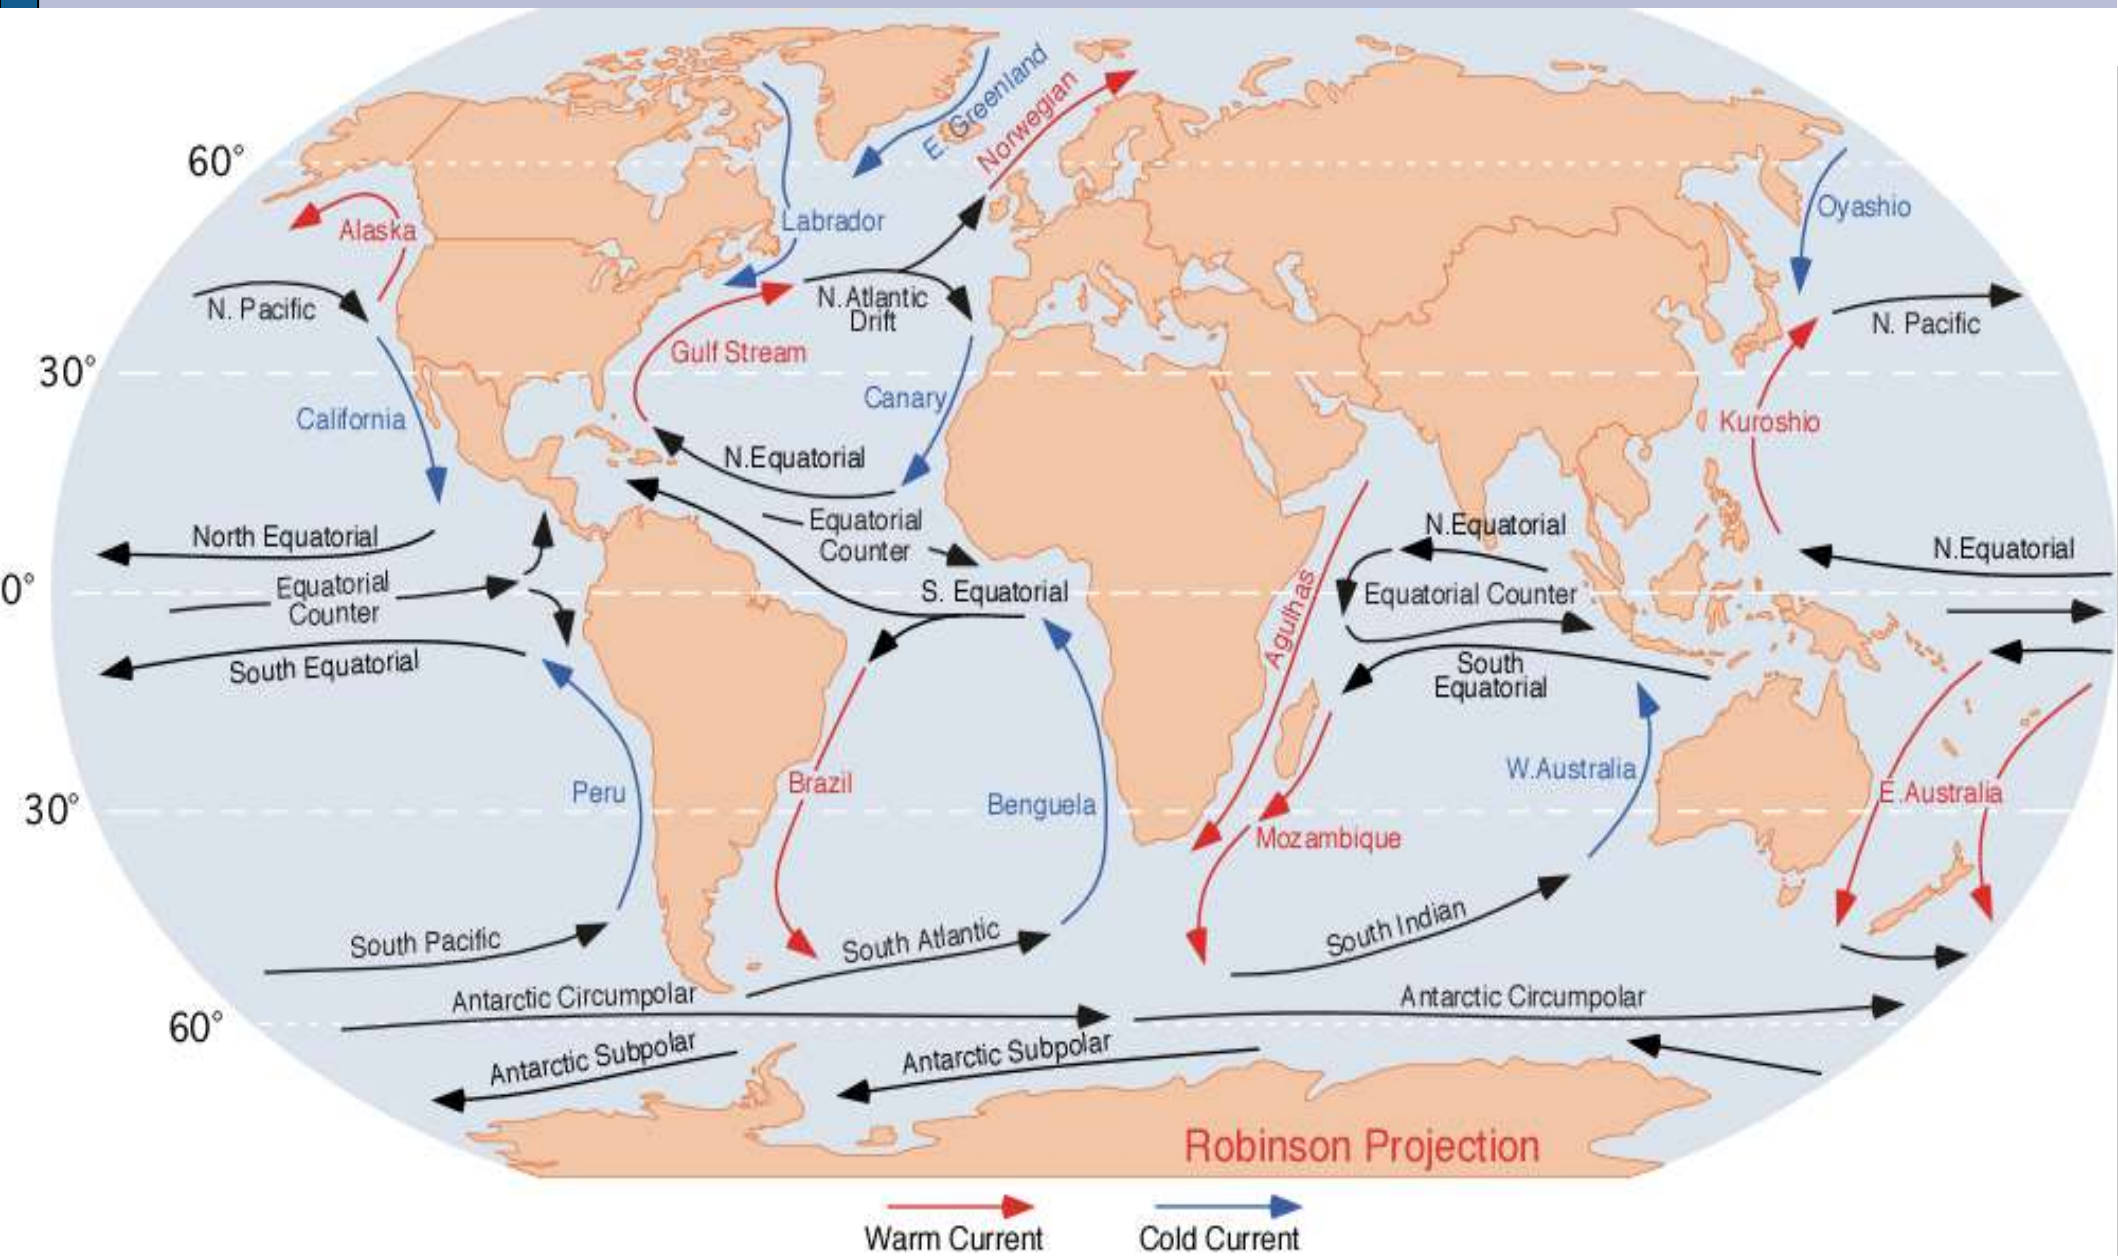 60°
30°
0°
30°
60°
E. Greenland
Norwegian
Labrador
Alaska
Oyashio
N. Pacific
N. Atlantic
Drift
N. Pacific
Gulf Stream
California
Canary
Kuroshio
N.Equatorial
North Equatorial
Equatorial
Counter
N.Equatorial
N.Equatorial
Equatorial
Counter
S. Equatorial
Equatorial Counter
Agulhas
South Equatorial
South
Equatorial
Peru
Brazil
Benguela
W.Australia
E.Australia
Mozambique
South Pacific
South Atlantic
South Indian
Antarctic Circumpolar
Antarctic Circumpolar
Antarctic Subpolar
Antarctic Subpolar
Robinson Projection
Warm Current
Cold Current